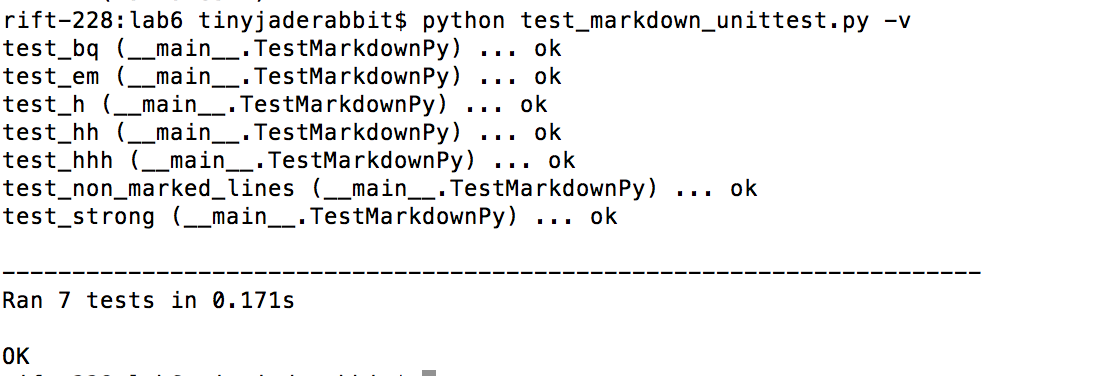 rift-228:lab6 tinyjaderabbit$ python test_markdown_unittest.py -v
test_bq (__main__.TestMarkdownPy) ... ok
test_em (__main__.TestMarkdownPy) ... ok
test_h (__main__.TestMarkdownPy) ... ok
test_hh (__main__.TestMarkdownPy) ... ok
test_hhh (__main__.TestMarkdownPy) ... ok
test_non_marked_lines (__main__.TestMarkdownPy) ... ok
test_strong (__main__.TestMarkdownPy) ... ok
----------------------------------------------------------------------
Ran 7 tests in 0.171s
OK